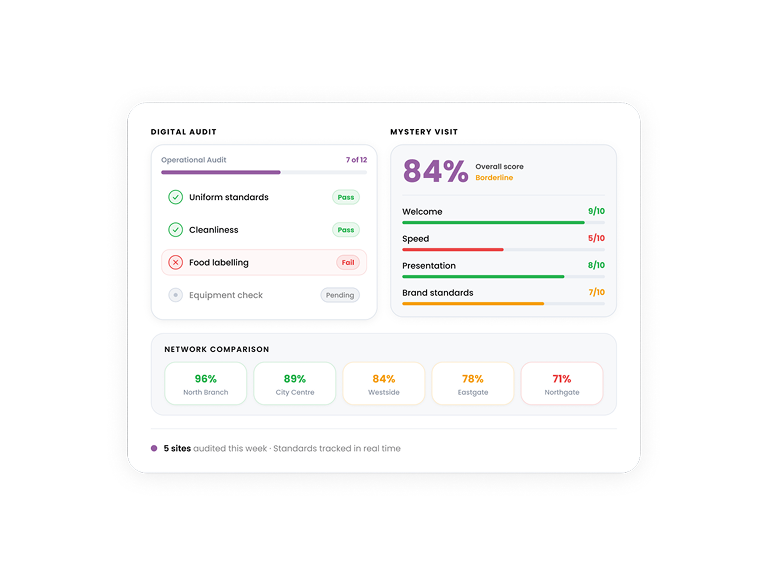 DIGITAL AUDIT
Operational Audit 7 of 12
Uniform standards Pass
Cleanliness Pass
Food labelling Fail
Equipment check Pending
MYSTERY VISIT
84% Overall score
Borderline
Welcome 9/10
Speed 5/10
Presentation 8/10
Brand standards 7/10
NETWORK COMPARISON
96% 89% 84% 78% 71%
North Branch City Centre Westside Eastgate Northgate
5 sites audited this week · Standards tracked in real time